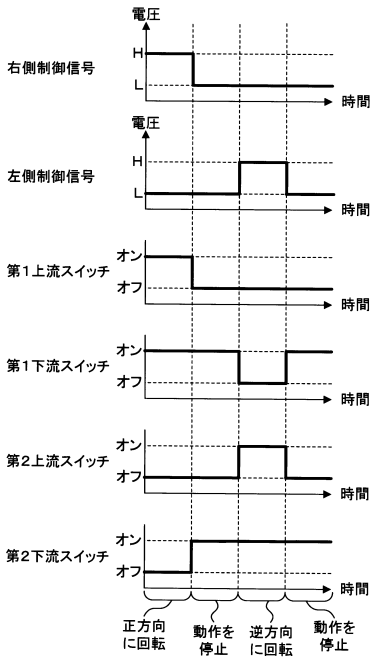 電圧
H
右側制御信号
L
時間
電圧
H
左側制御信号
L
時間
オン
第1上流スイッチ
オフ
時間
オン
第1下流スイッチ
オフ
時間
オン
第2上流スイッチ
オフ
時間
オン
第2下流スイッチ
オフ
時間
正方向
に回転
動作を
停止
逆方向
に回転
動作を
停止